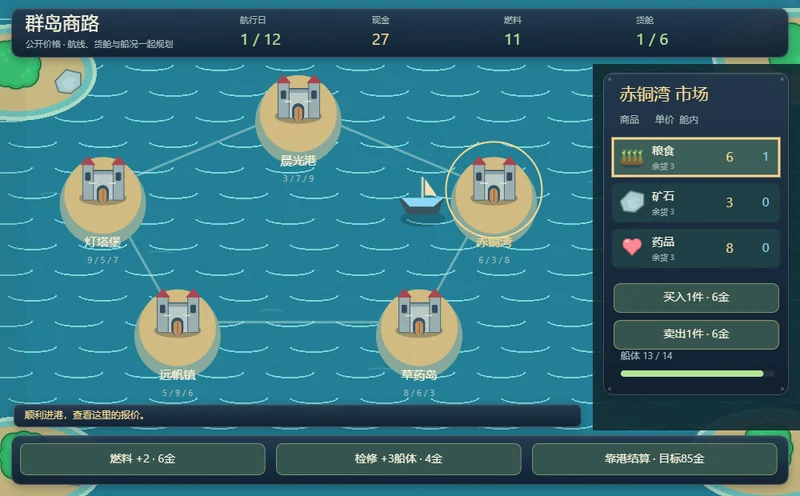 群岛商路
公开价格 · 航线、货舱与船况一起规划
航行日
1 / 12
现金
27
燃料
11
货舱
1 / 6
晨光港
3/7/9
灯塔堡
9/5/7
赤铜湾
6/3/8
远帆镇
5/9/6
草药岛
8/6/3
赤铜湾 市场
商品 单价 舱内
粮食 6 1
余货 3
矿石 3 0
余货 3
药品 8 0
余货 3
买入1件 · 6金
卖出1件 · 6金
船体 13 / 14
顺利进港，查看这里的报价。
燃料 +2 · 6金
检修 +3船体 · 4金
靠港结算 · 目标85金